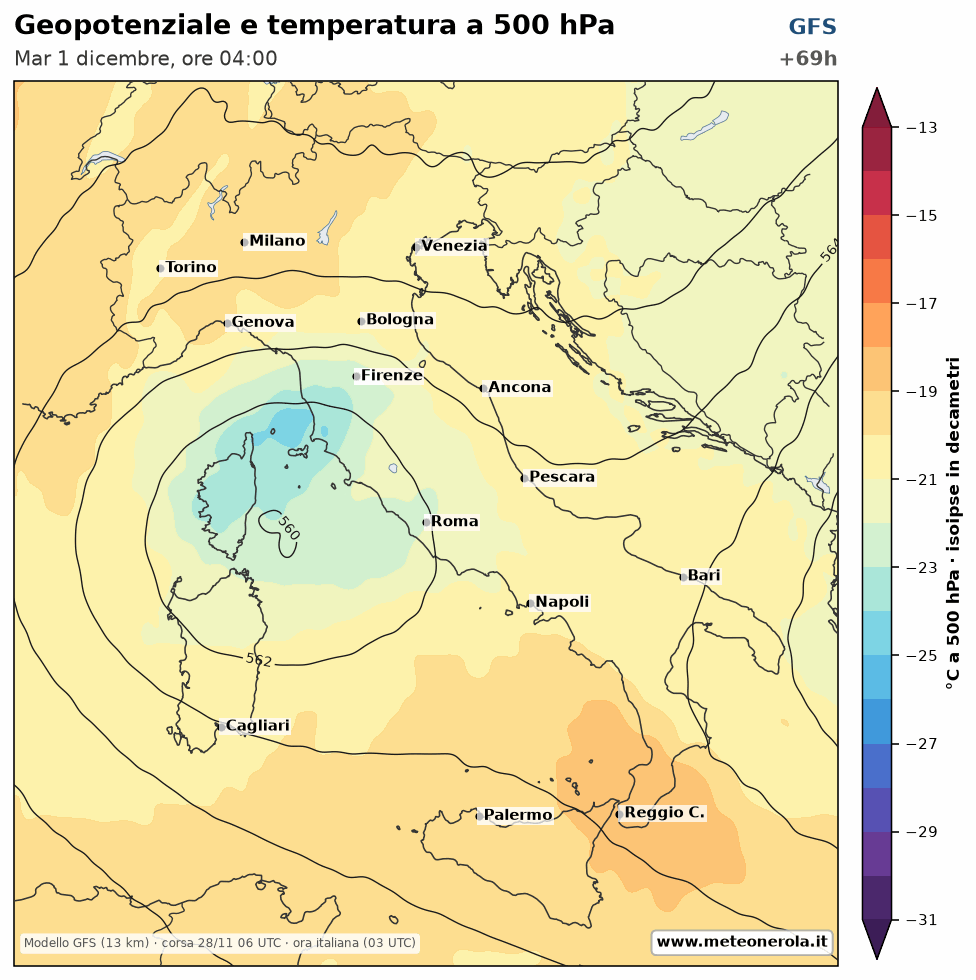 Geopotenziale e temperatura a 500 hPa
GFS
Mar 1 dicembre, ore 04:00
+69h
Milano
Venezia
Torino
Genova
Bologna
Firenze
Ancona
Pescara
Roma
560
Bari
Napoli
562
Cagliari
Palermo
Reggio C.
−13
−15
−17
−19
−21
−23
−25
−27
−29
−31
°C a 500 hPa · isoipse in decametri
Modello GFS (13 km) · corsa 28/11 06 UTC · ora italiana (03 UTC)
www.meteonerola.it